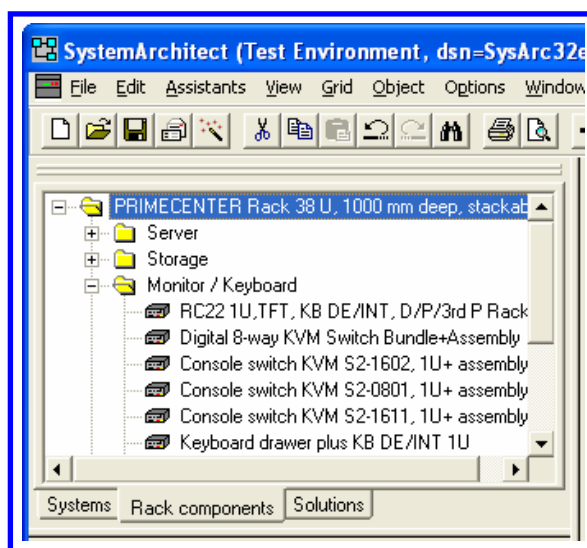 SystemArchitect (Test Environment, dsn=SysArc32e
File Edit Assistants View Grid Object Options Window
PRIMECENTER Rack 38 U, 1000 mm deep, stackab
Server
Storage
Monitor / Keyboard
RC22 1U,TFT, KB DE/INT, D/P/3rd P Rack
Digital 8-way KVM Switch Bundle+Assembly
Console switch KVM S2-1602, 1U+ assembly
Console switch KVM S2-0801, 1U+ assembly
Console switch KVM S2-1611, 1U+ assembly
Keyboard drawer plus KB DE/INT 1U
Systems Rack components Solutions